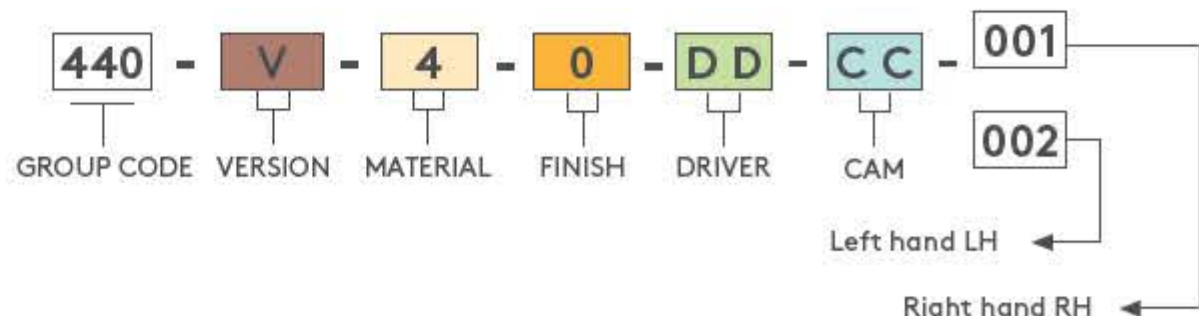 440 - V - 4 - 0 - D D - C C - 001
002
GROUP CODE VERSION MATERIAL FINISH DRIVER CAM
Left hand LH
Right hand RH